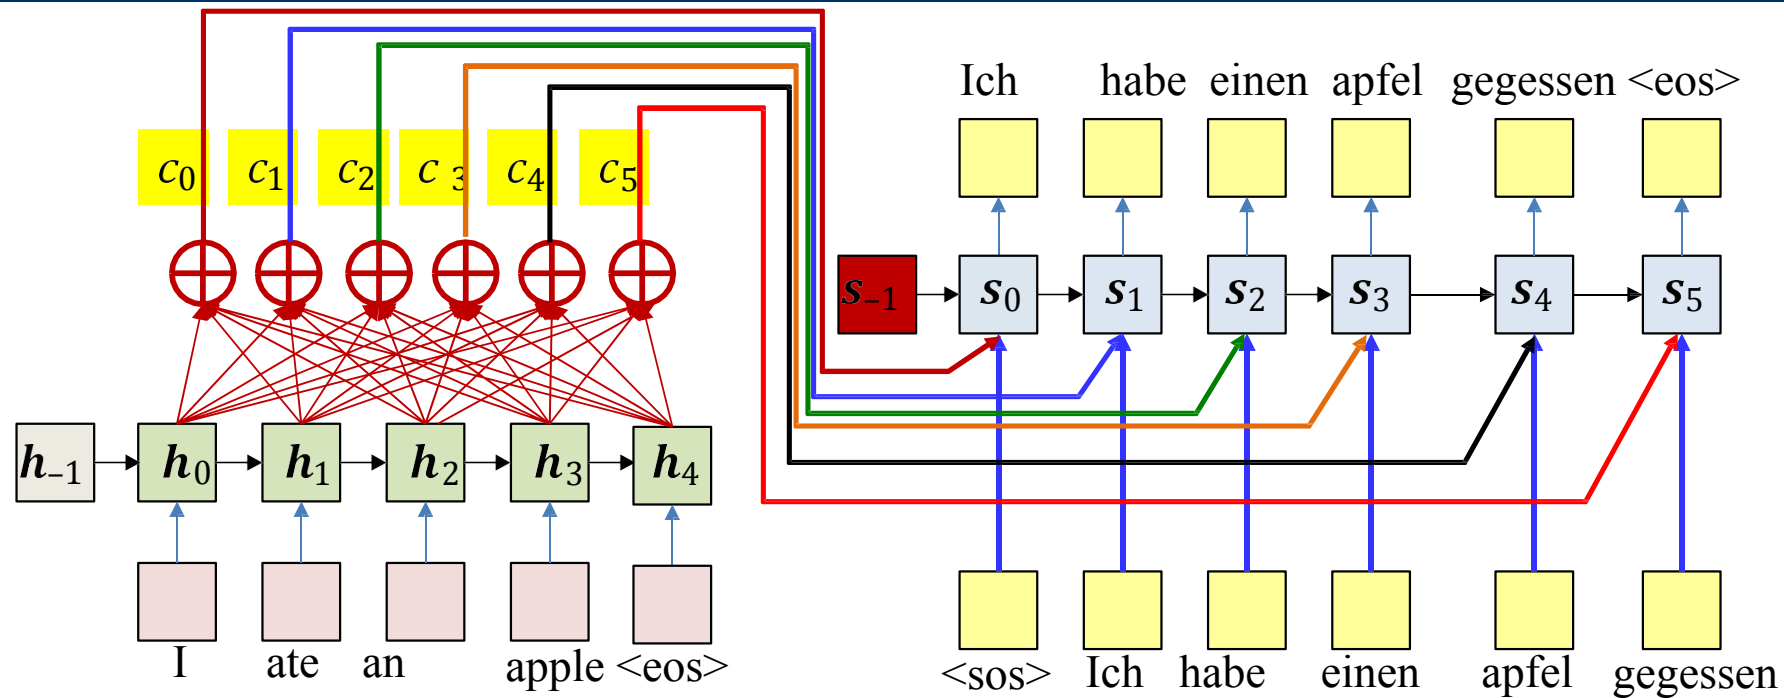 Ich habe einen apfel gegessen <eos>
c₀ c₁ c₂ c ₃ c₄ c₅
s₋₁ s₀ s₁ s₂ s₃ s₄ s₅
h₋₁ h₀ h₁ h₂ h₃ h₄
I ate an apple <eos>
<sos> Ich habe einen apfel gegessen